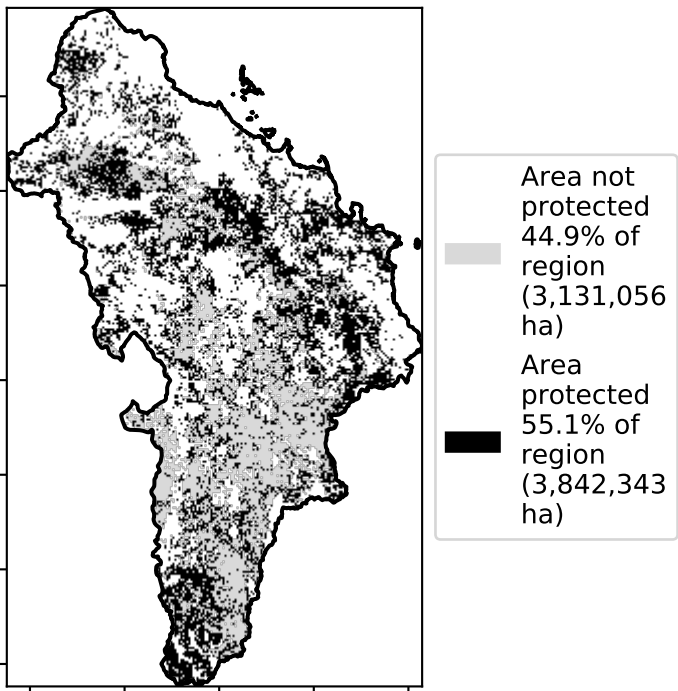 Area not
protected
44.9% of
region
(3,131,056
ha)
Area
protected
55.1% of
region
(3,842,343
ha)